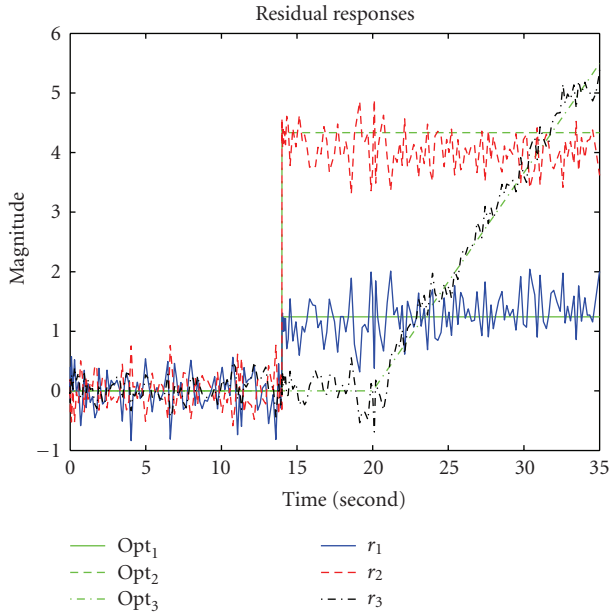 Residual responses
Magnitude
6
5
4
3
2
1
0
−1
0 5 10 15 20 25 30 35
Time (second)
Opt₁ r₁
Opt₂ r₂
Opt₃ r₃